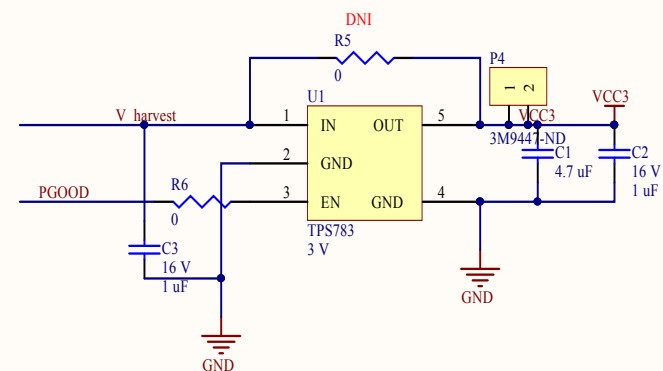 DNI
R5
0
P4
1
2
U1
V_harvest
1
IN
OUT
5
VCC3
VCC3
3M9447-ND
2
GND
C1
4.7 uF
C2
16 V
1 uF
PGOOD
R6
0
3
EN
GND
4
TPS783
3 V
C3
16 V
1 uF
GND
GND